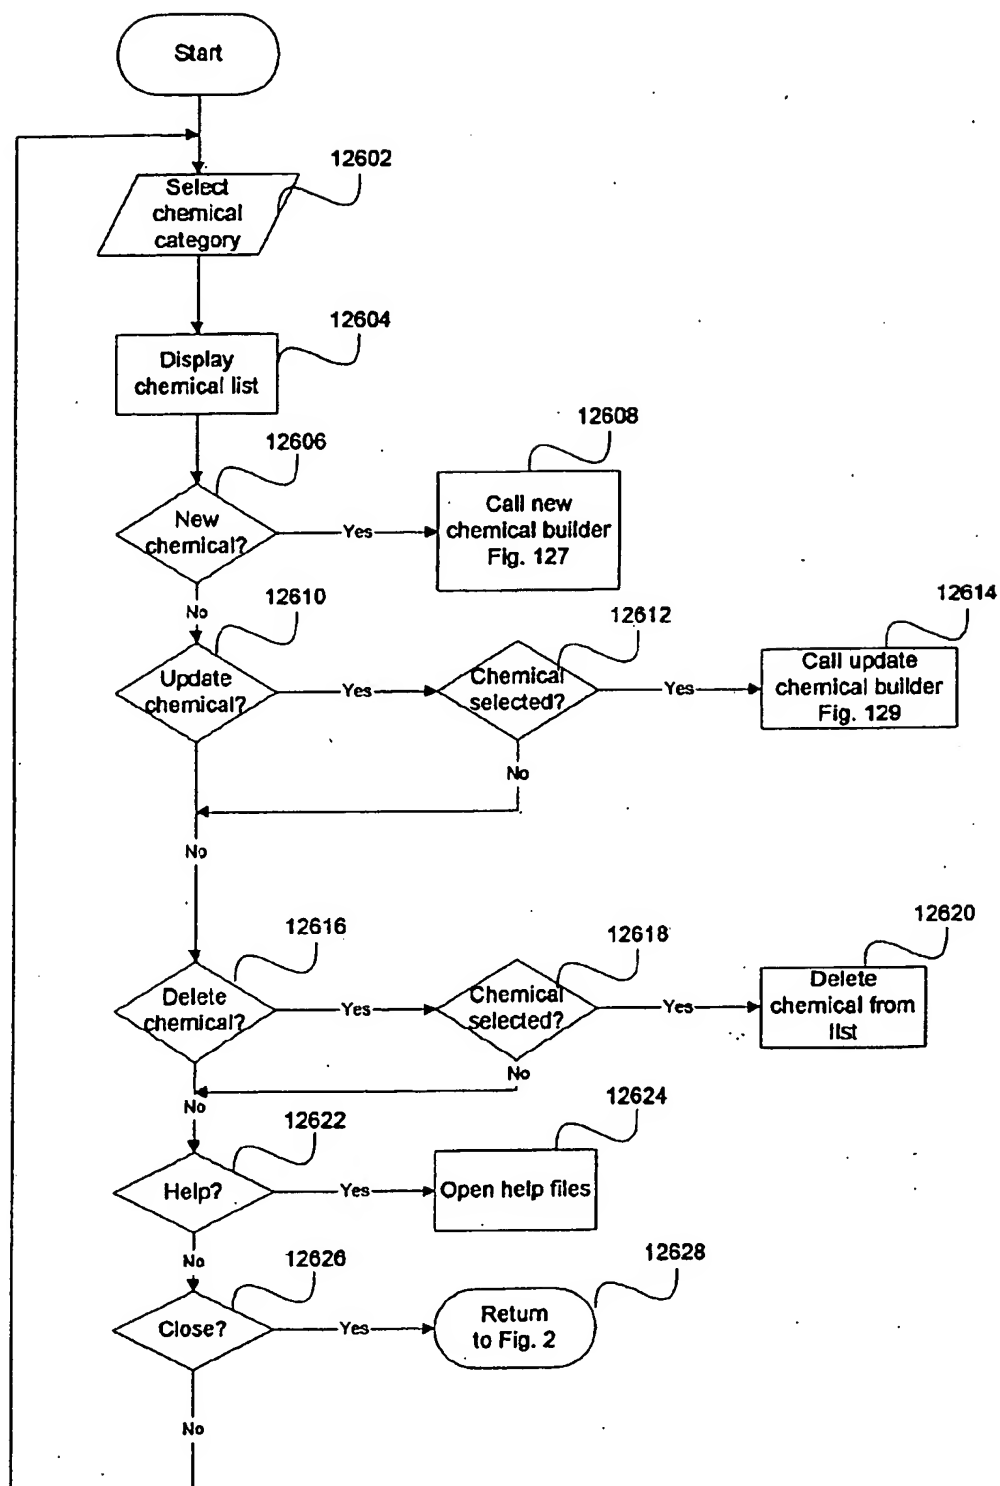 Start
12602
Select
chemical
category
12604
Display
chemical list
12606
12608
New
chemical?
Yes
Call new
chemical builder
Fig. 127
No
12610
12612
12614
Update
chemical?
Yes
Chemical
selected?
Yes
Call update
chemical builder
Fig. 129
No
No
12616
12618
12620
Delete
chemical?
Yes
Chemical
selected?
Yes
Delete
chemical from
list
No
No
12622
12624
Help?
Yes
Open help files
No
12626
12628
Close?
Yes
Return
to Fig. 2
No